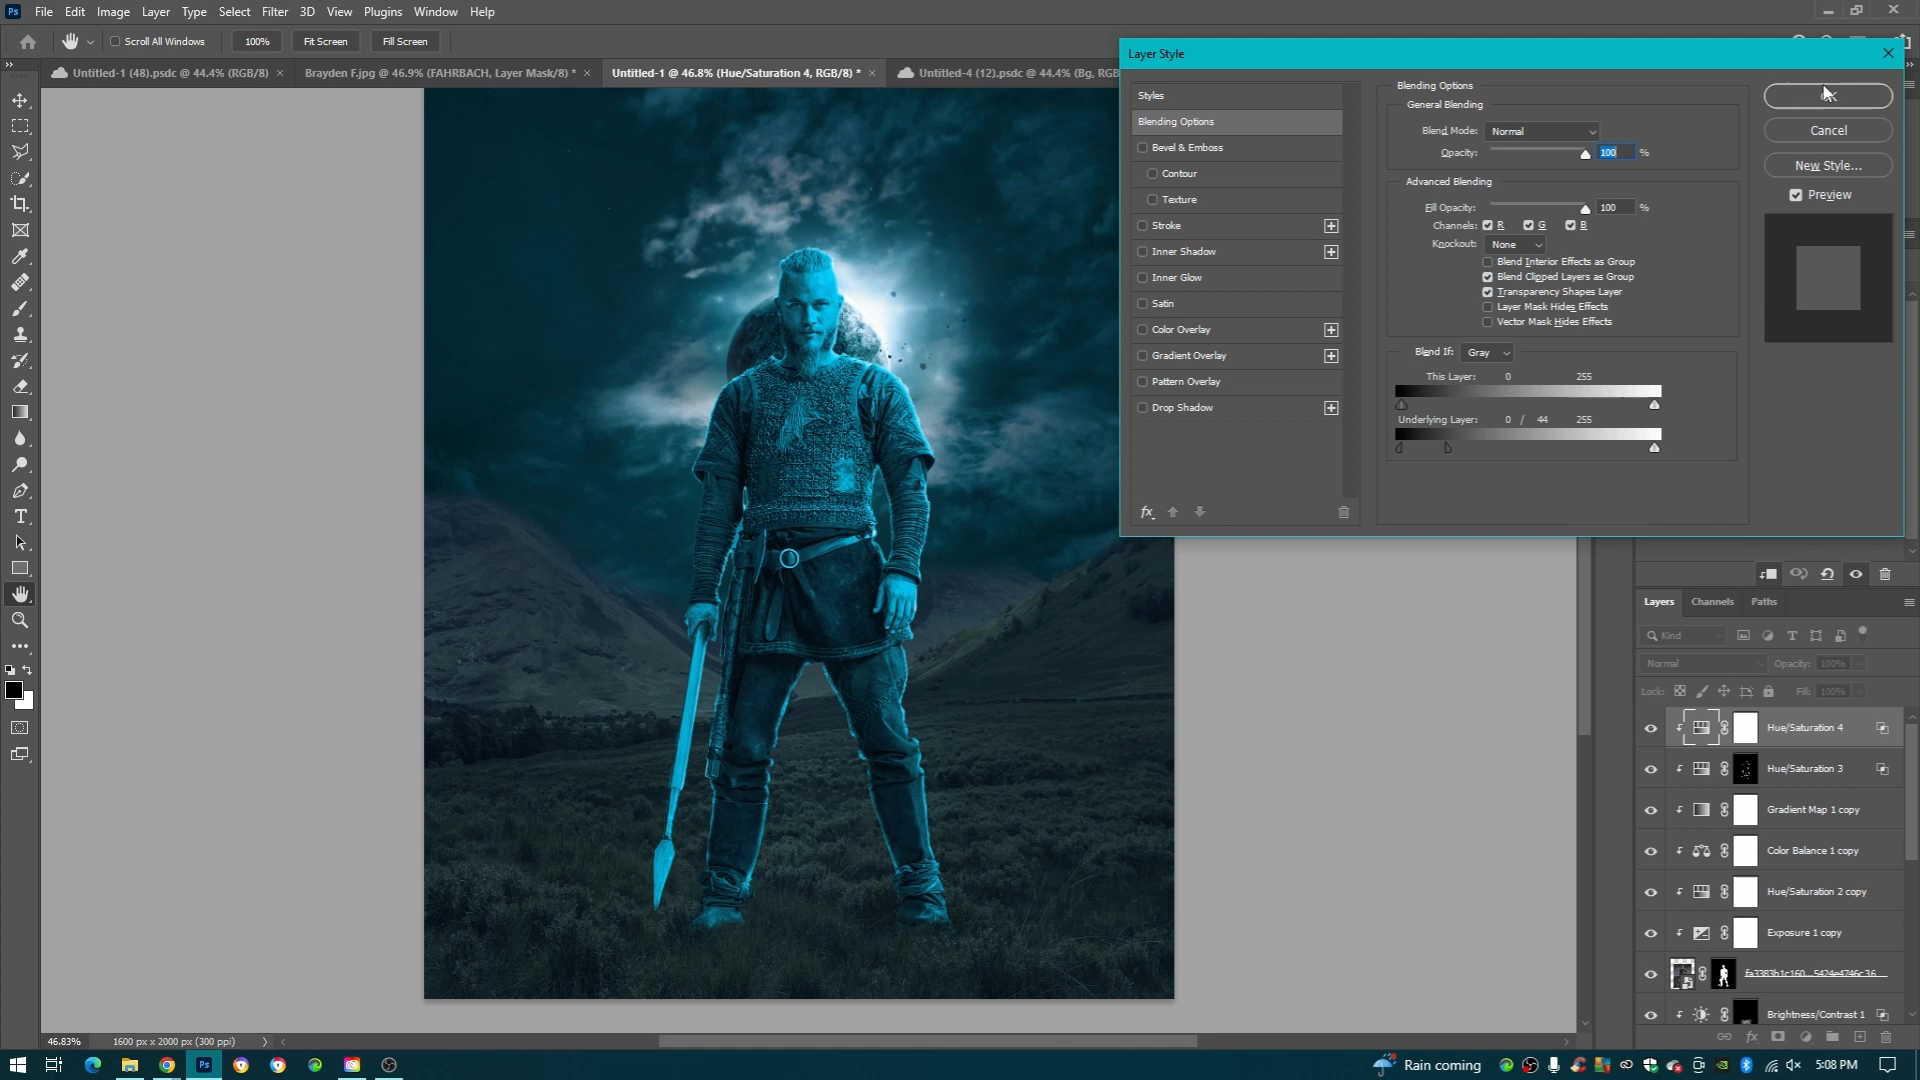 Ps File Edit Image Layer Type Select Filter 3D View Plugins Window Help
Scroll All Windows 100% Fit Screen Fill Screen
Untitled-1 (48).psdc @ 44.4% (RGB/8) × Brayden F.jpg @ 46.9% (FAHRBACH, Layer Mask/8) * × Untitled-1 @ 46.8% (Hue/Saturation 4, RGB/8) * × Untitled-4 (12).psdc @ 44.4% (Bg, RGB
Layer Style
Styles
Blending Options
Bevel & Emboss
Contour
Texture
Stroke
Inner Shadow
Inner Glow
Satin
Color Overlay
Gradient Overlay
Pattern Overlay
Drop Shadow
fx
Blending Options
General Blending
Blend Mode: Normal
Opacity: 100 %
Advanced Blending
Fill Opacity: 100 %
Channels: R G B
Knockout: None
Blend Interior Effects as Group
Blend Clipped Layers as Group
Transparency Shapes Layer
Layer Mask Hides Effects
Vector Mask Hides Effects
Blend If: Gray
This Layer: 0 255
Underlying Layer: 0 / 44 255
Cancel
New Style...
Preview
Layers Channels Paths
Kind
Normal Opacity: 100%
Lock: Fill: 100%
Hue/Saturation 4
Hue/Saturation 3
Gradient Map 1 copy
Color Balance 1 copy
Hue/Saturation 2 copy
Exposure 1 copy
fa3383b1c160...5424e4746c36
Brightness/Contrast 1
fx
46.83% 1600 px x 2000 px (300 ppi)
Ps Rain coming 5:08 PM